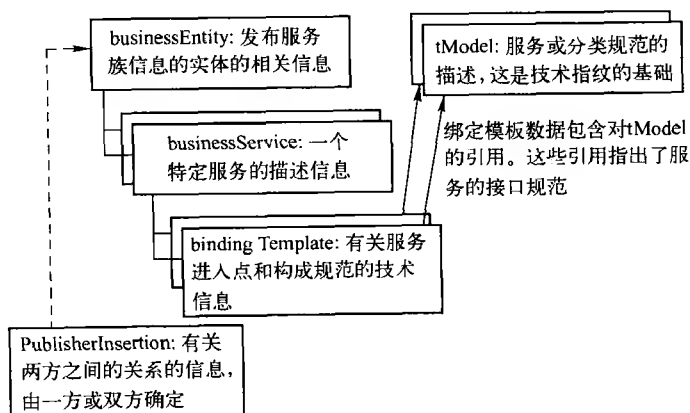 businessEntity: 发布服务
族信息的实体的相关信息
tModel: 服务或分类规范的
描述，这是技术指纹的基础
businessService: 一个
特定服务的描述信息
绑定模板数据包含对tModel
的引用。这些引用指出了服
务的接口规范
binding Template: 有关服务
进入点和构成规范的技术
信息
PublisherInsertion: 有关
两方之间的关系的信息，
由一方或双方确定